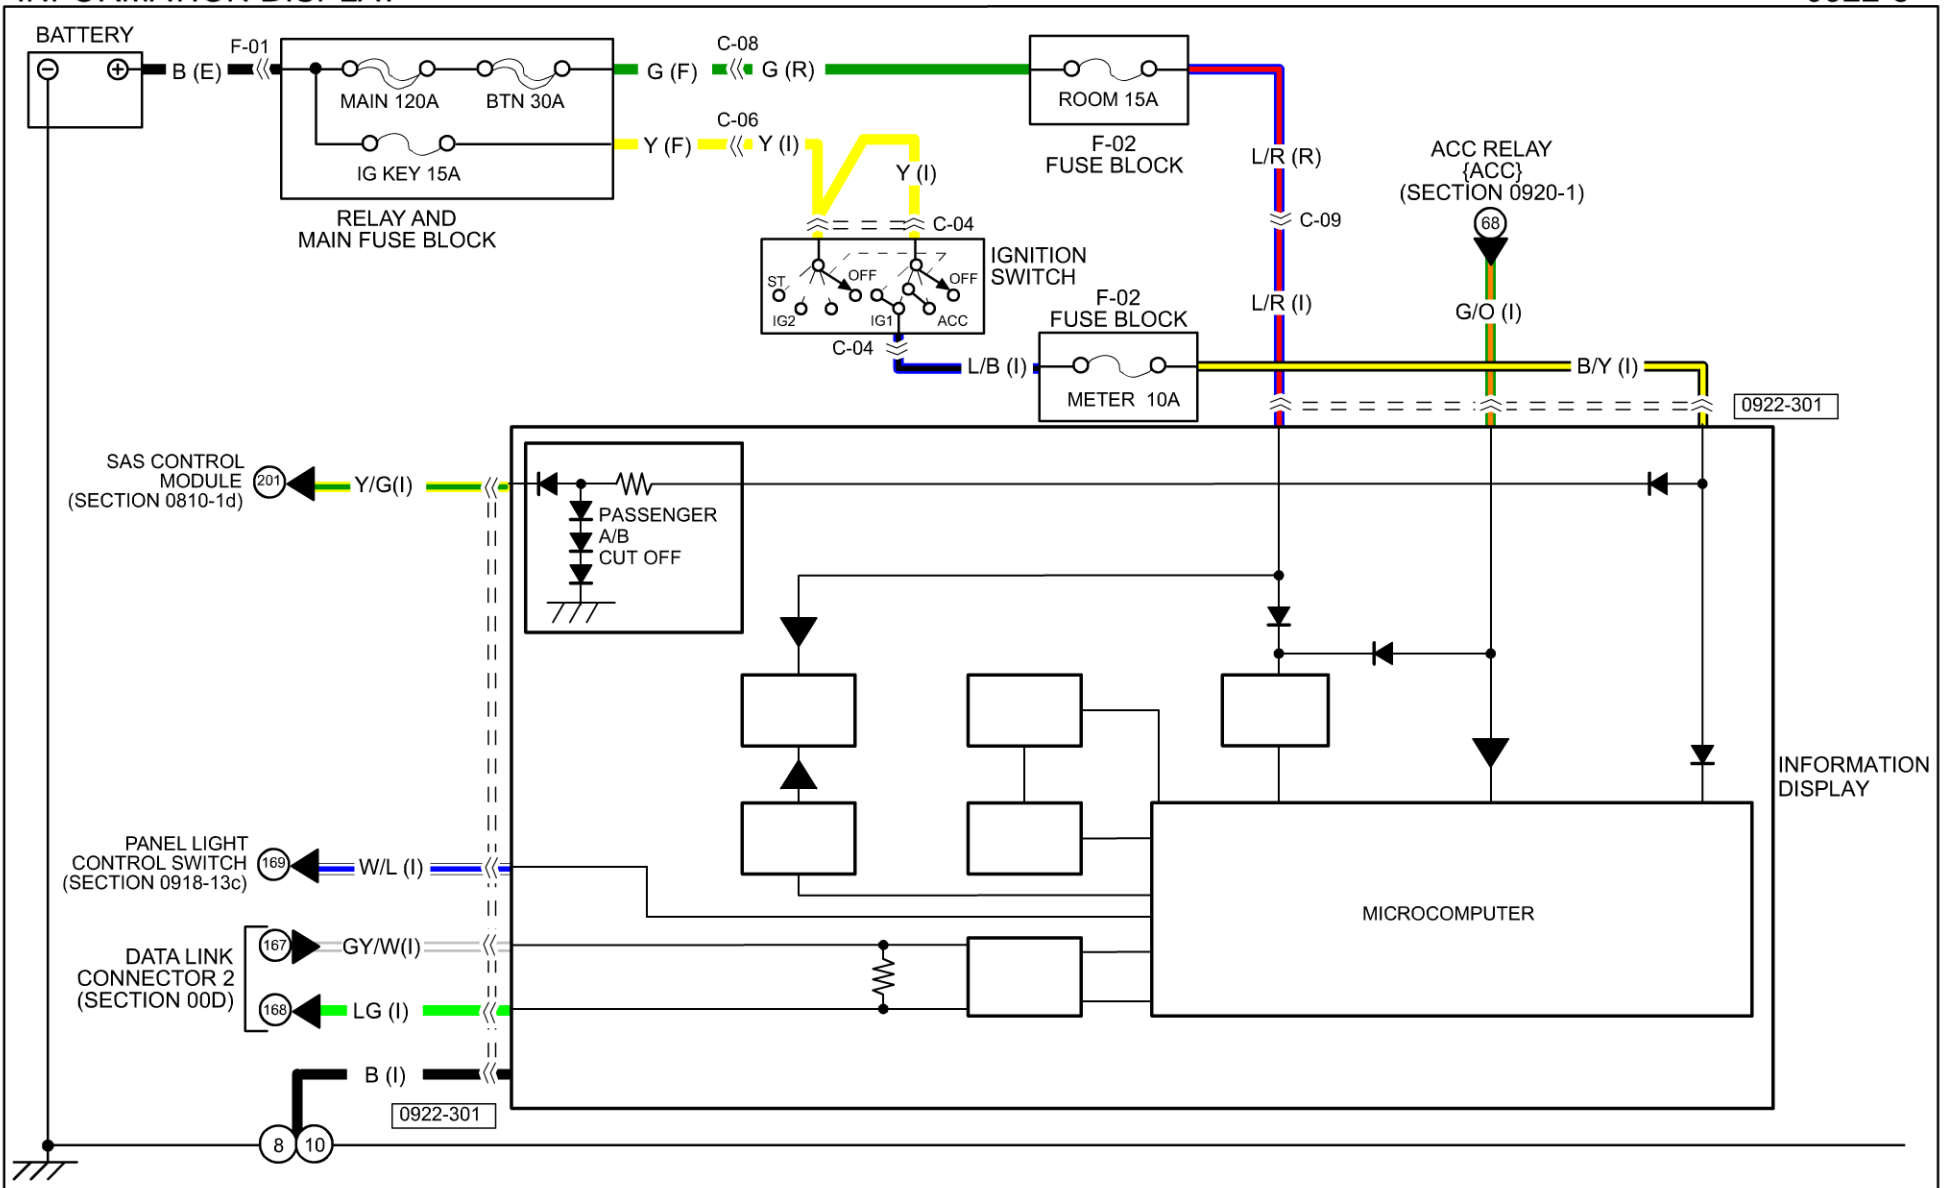 BATTERY
B (E)
F-01
MAIN 120A
BTN 30A
IG KEY 15A
RELAY AND
MAIN FUSE BLOCK
G (F)
C-08
G (R)
Y (F)
C-06
Y (I)
Y (I)
ROOM 15A
F-02
FUSE BLOCK
L/R (R)
C-09
L/R (I)
ACC RELAY
{ACC}
(SECTION 0920-1)
68
G/O (I)
C-04
IGNITION
SWITCH
ST
OFF
OFF
IG2
IG1
ACC
C-04
L/B (I)
F-02
FUSE BLOCK
METER 10A
B/Y (I)
0922-301
SAS CONTROL
MODULE
(SECTION 0810-1d)
201
Y/G(I)
PASSENGER
A/B
CUT OFF
INFORMATION
DISPLAY
PANEL LIGHT
CONTROL SWITCH
(SECTION 0918-13c)
169
W/L (I)
MICROCOMPUTER
DATA LINK
CONNECTOR 2
(SECTION 00D)
167
GY/W(I)
168
LG (I)
B (I)
0922-301
8
10